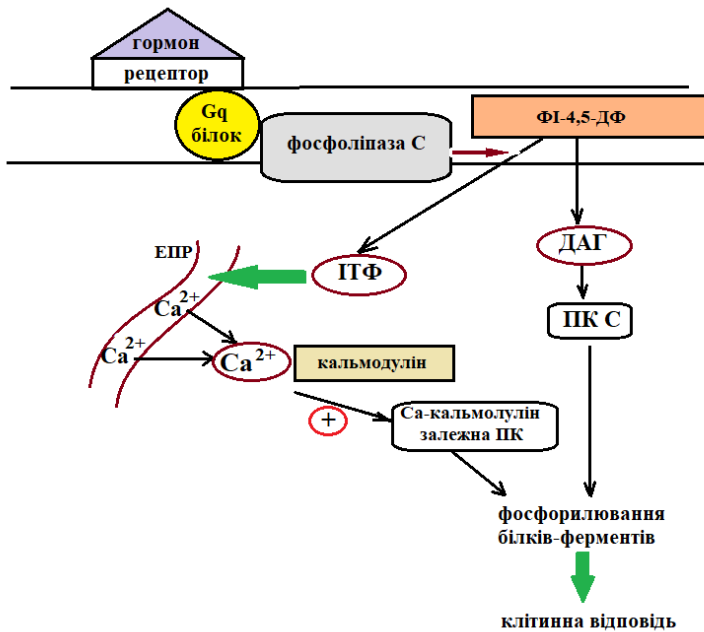 гормон
рецептор
Gq
білок
фосфоліпаза С
ФІ-4,5-ДФ
ЕПР
ІТФ
ДАГ
Ca2+
Ca2+
Ca2+
ПК С
кальмодулін
+
Са-кальмолулін
залежна ПК
фосфорилювання
білків-ферментів
клітинна відповідь